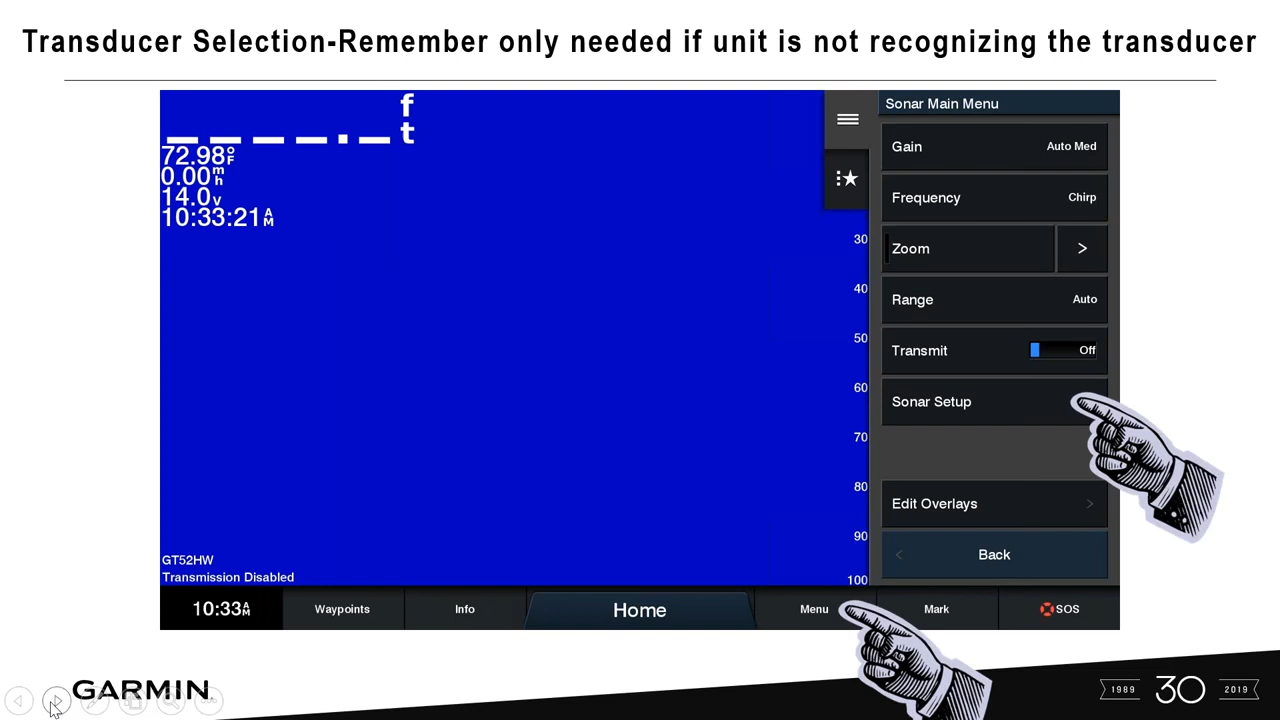 Transducer Selection-Remember only needed if unit is not recognizing the transducer
_ _ _ _ . _ ft
72.98°F
0.00mh
14.0v
10:33:21AM
30
40
50
60
70
80
90
100
GT52HW
Transmission Disabled
Sonar Main Menu
Gain Auto Med
Frequency Chirp
Zoom >
Range Auto
Transmit Off
Sonar Setup
Edit Overlays >
< Back
10:33AM Waypoints Info Home Menu Mark SOS
GARMIN.
1989 30 2019